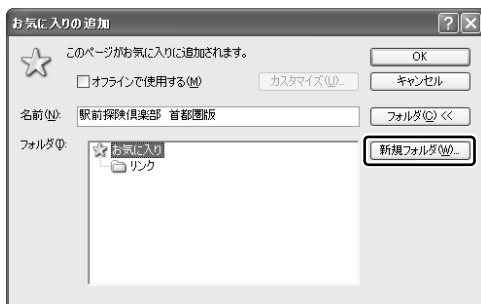 お気に入りの追加
このページがお気に入りに追加されます。
OK
オフラインで使用する(M)
カスタマイズ(U)...
キャンセル
名前(N):
駅前探険倶楽部 首都圏版
フォルダ(C) <<
フォルダ(I):
お気に入り
新規フォルダ(W)...
リンク